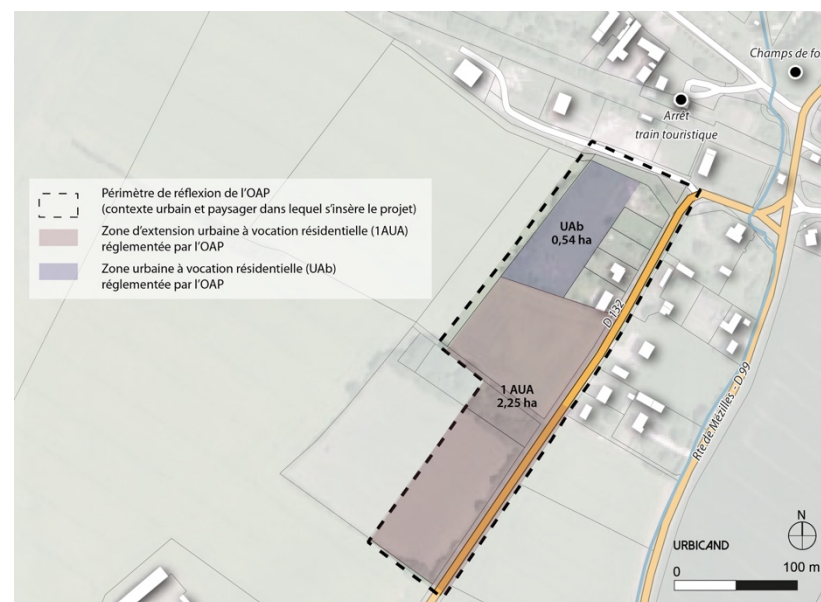 Champs de fo
Arrêt
train touristique
Périmètre de réflexion de l'OAP
(contexte urbain et paysager dans lequel s'insère le projet)
Zone d'extension urbaine à vocation résidentielle (1AUA)
réglementée par l'OAP
Zone urbaine à vocation résidentielle (UAb)
réglementée par l'OAP
UAb
0,54 ha
D 132
1 AUA
2,25 ha
Rte de Mézilles - D 99
N
URBICAND
0
100 m